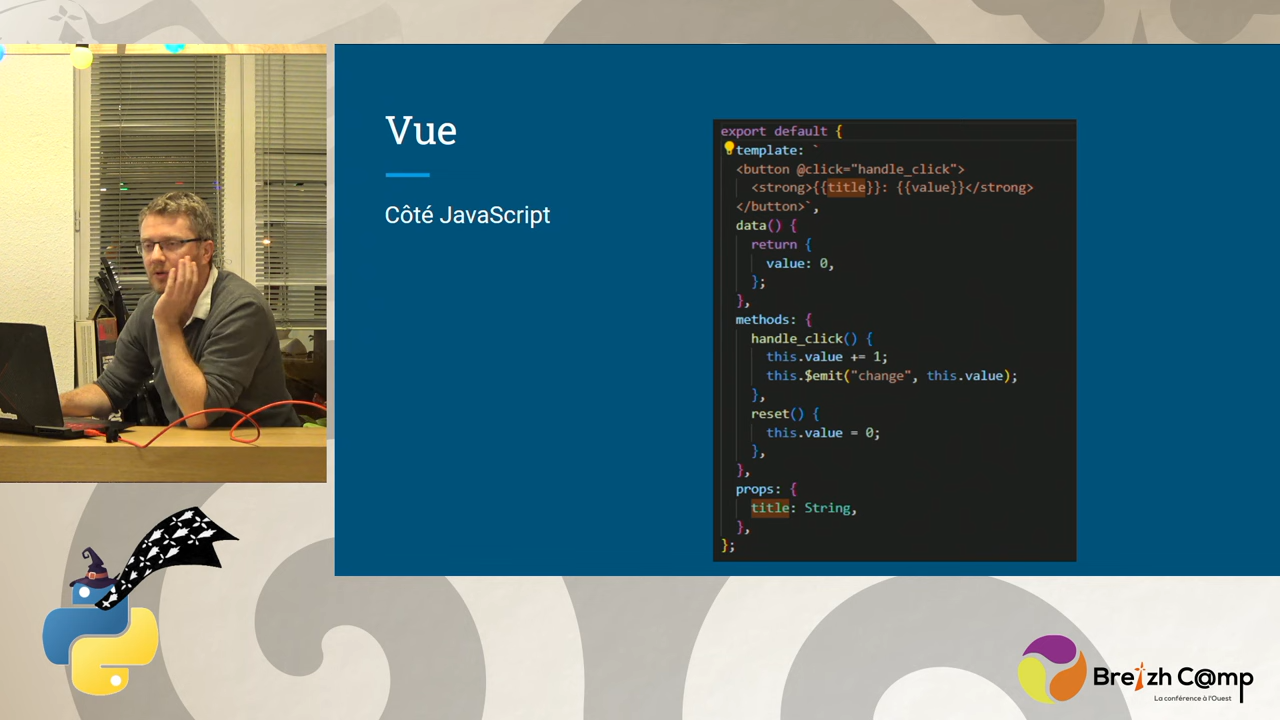 Vue
Côté JavaScript
export default {
template: `
<button @click="handle_click">
<strong>{{title}}: {{value}}</strong>
</button>`,
data() {
return {
value: 0,
};
},
methods: {
handle_click() {
this.value += 1;
this.$emit("change", this.value);
},
reset() {
this.value = 0;
},
},
props: {
title: String,
},
};
Breizh C@mp
La conférence à l'Ouest